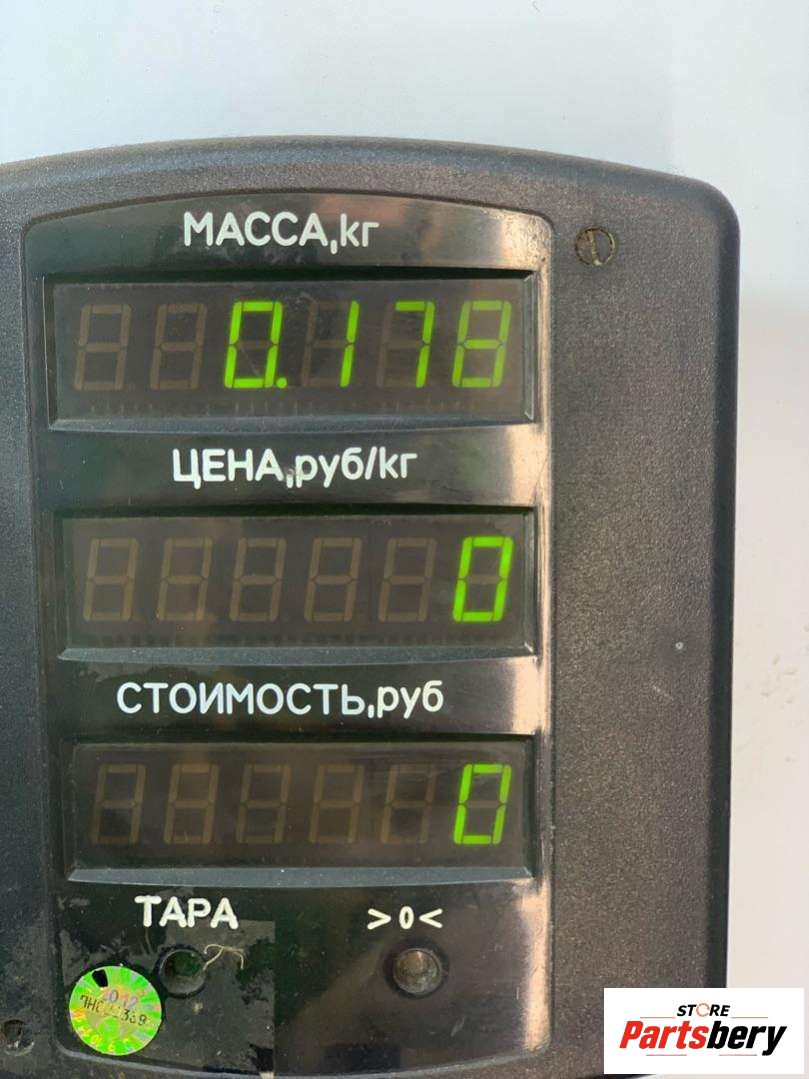 МАССА,кг
0.178
ЦЕНА,руб/кг
0
СТОИМОСТЬ,руб
0
ТАРА >0<
STORE
Partsbery